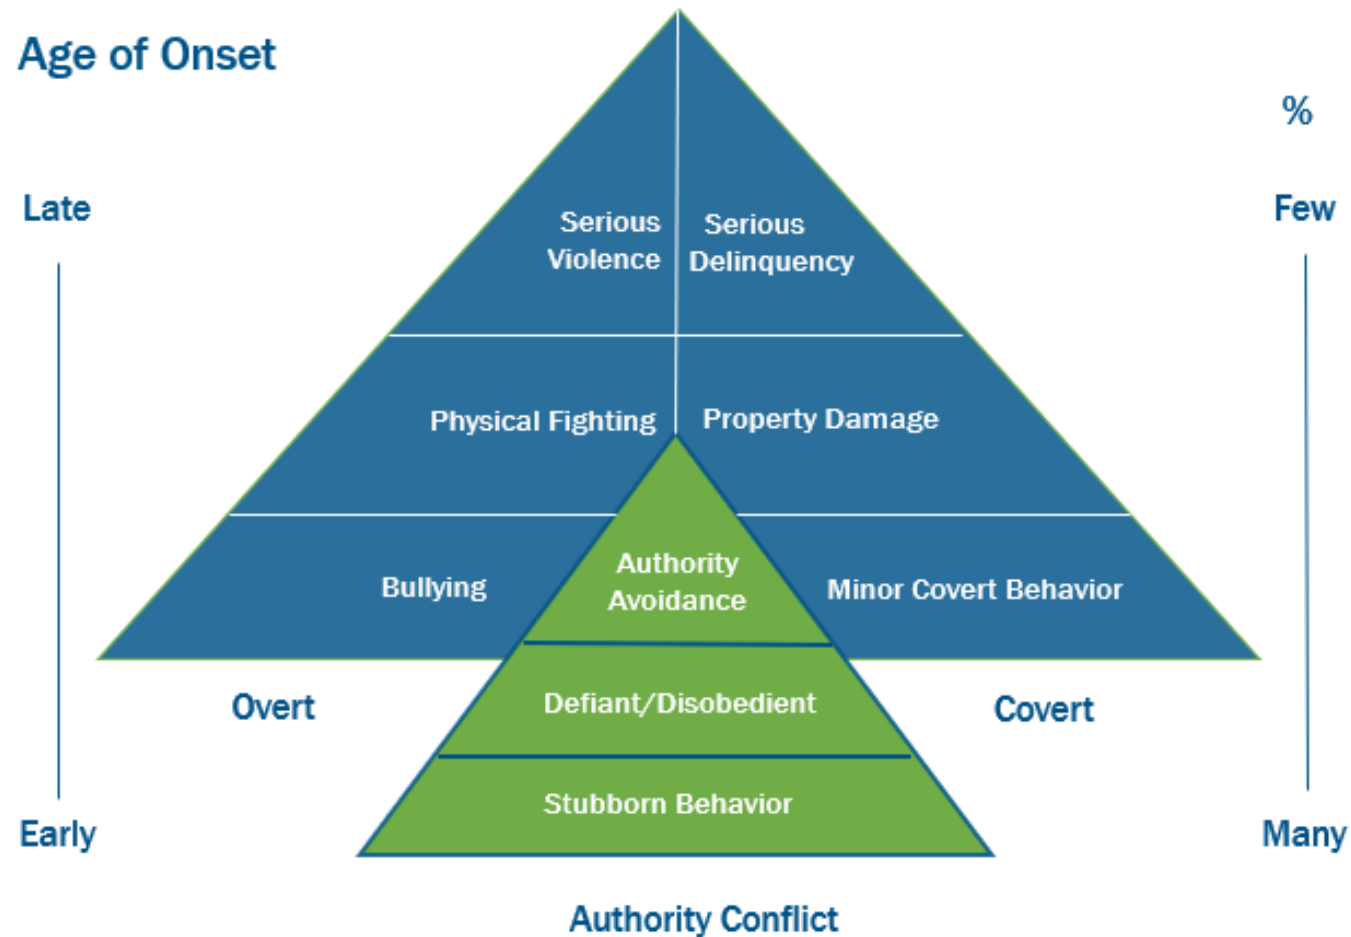 Age of Onset
%
Late
Few
Serious
Violence
Serious
Delinquency
Physical Fighting
Property Damage
Authority
Avoidance
Bullying
Minor Covert Behavior
Overt
Defiant/Disobedient
Covert
Stubborn Behavior
Early
Many
Authority Conflict